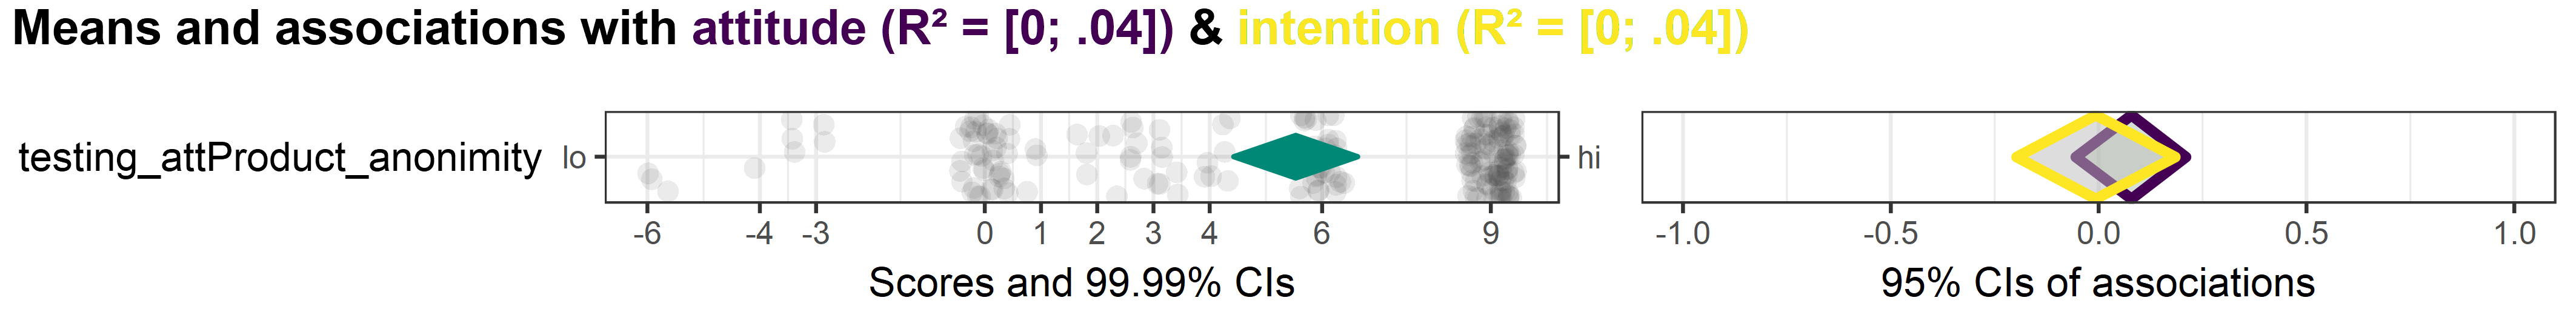 Means and associations with attitude (R² = [0; .04]) & intention (R² = [0; .04])
testing_attProduct_anonimity lo hi
-6 -4 -3 0 1 2 3 4 6 9 -1.0 -0.5 0.0 0.5 1.0
Scores and 99.99% CIs 95% CIs of associations